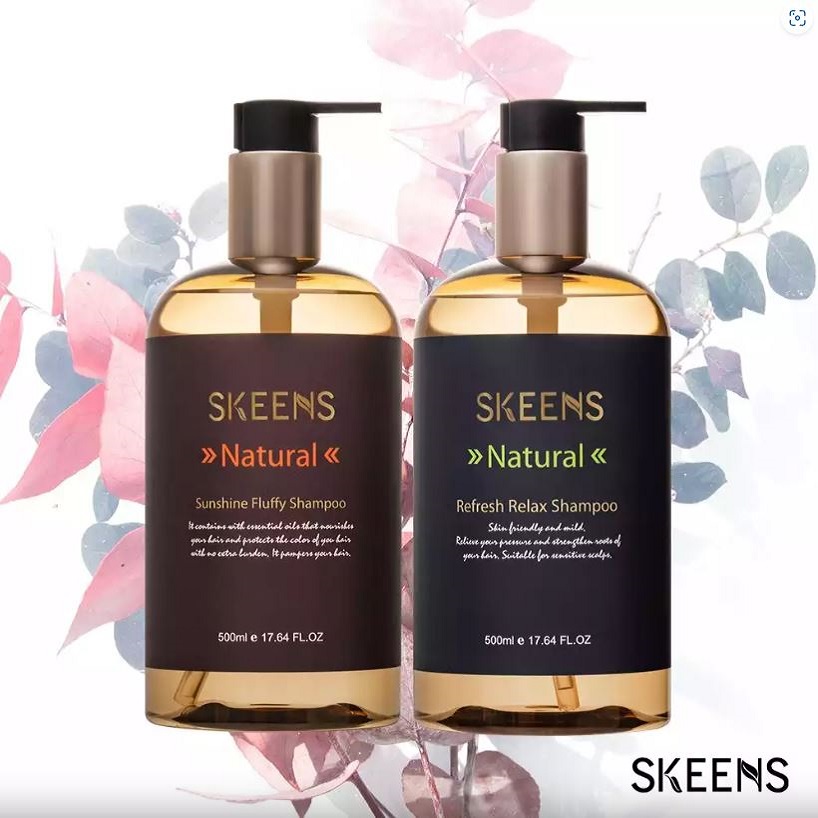 SKEENS
»Natural«
Sunshine Fluffy Shampoo
It contains with essential oils that nourishes
your hair and protects the color of you hair
with no extra burden. It pampers your hair.
500ml e 17.64 FL.OZ
SKEENS
»Natural«
Refresh Relax Shampoo
Skin friendly and mild.
Relieve your pressure and strengthen roots of
your hair. Suitable for sensitive scalps.
500ml e 17.64 FL.OZ
SKEENS